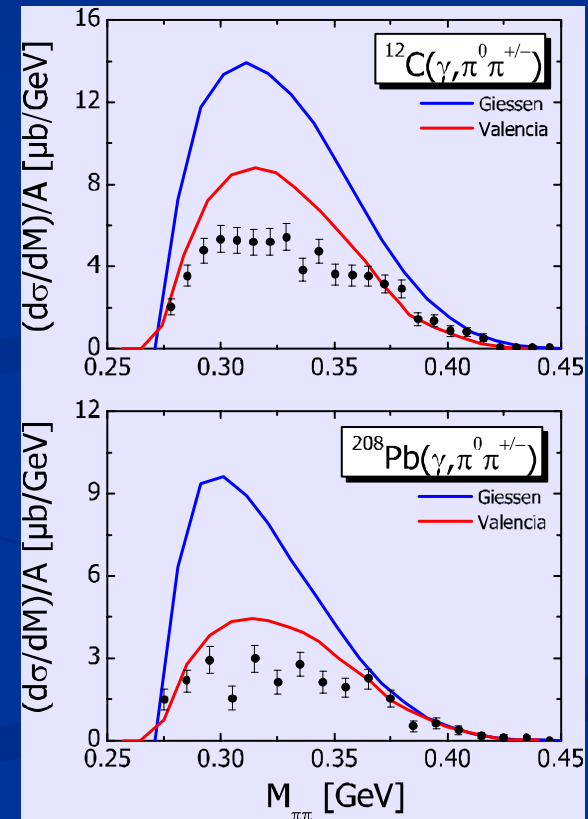 16
12
8
4
0
(dσ/dM)/A [μb/GeV]
¹²C(γ,π⁰π⁺/⁻)
Giessen
Valencia
0.25 0.30 0.35 0.40 0.45
12
9
6
3
0
(dσ/dM)/A [μb/GeV]
²⁰⁸Pb(γ,π⁰π⁺/⁻)
Giessen
Valencia
0.25 0.30 0.35 0.40 0.45
Mππ [GeV]